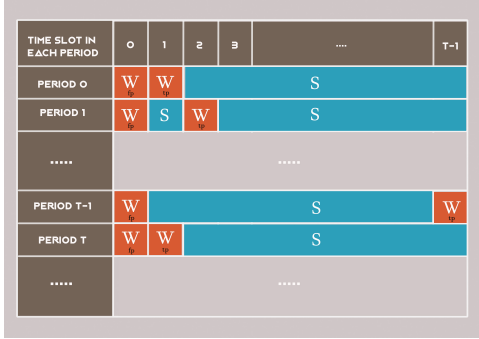 TIME SLOT IN EACH PERIOD 0 1 2 3 .... T-1
PERIOD 0 W fp W tp S
PERIOD 1 W fp S W tp S
..... .....
PERIOD T-1 W fp S W tp
PERIOD T W fp W tp S
..... .....